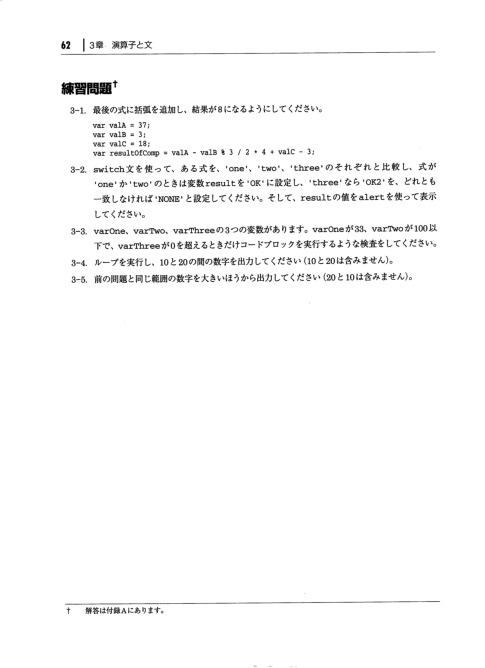 62 3章 演算子と文
練習問題†
3-1. 最後の式に括弧を追加し、結果が8になるようにしてください。
var valA = 37;
var valB = 3;
var valC = 18;
var resultOfComp = valA - valB % 3 / 2 * 4 + valC - 3;
3-2. switch文を使って、ある式を、'one'、'two'、'three'のそれぞれと比較し、式が
'one'か'two'のときは変数resultを'OK'に設定し、'three'なら'OK2'を、どれとも
一致しなければ'NONE'と設定してください。そして、resultの値をalertを使って表示
してください。
3-3. varOne、varTwo、varThreeの3つの変数があります。varOneが33、varTwoが100以
下で、varThreeが0を超えるときだけコードブロックを実行するような検査をしてください。
3-4. ループを実行し、10と20の間の数字を出力してください（10と20は含みません）。
3-5. 前の問題と同じ範囲の数字を大きいほうから出力してください（20と10は含みません）。
† 解答は付録Aにあります。